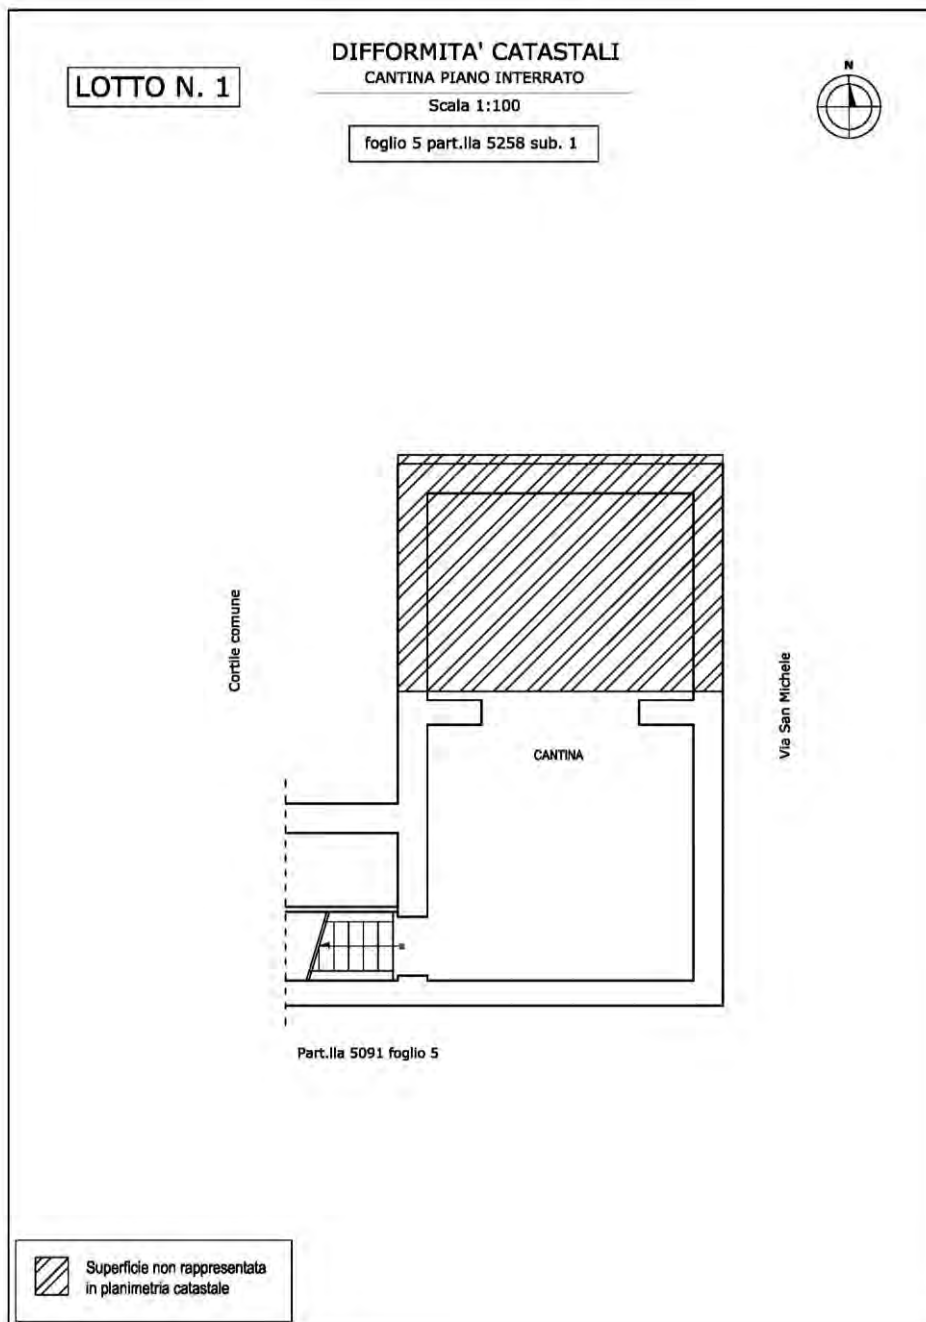 LOTTO N. 1
DIFFORMITA' CATASTALI
CANTINA PIANO INTERRATO
Scala 1:100
foglio 5 part.lla 5258 sub. 1
N
Cortile comune
Via San Michele
CANTINA
Part.lla 5091 foglio 5
Superficie non rappresentata
in planimetria catastale